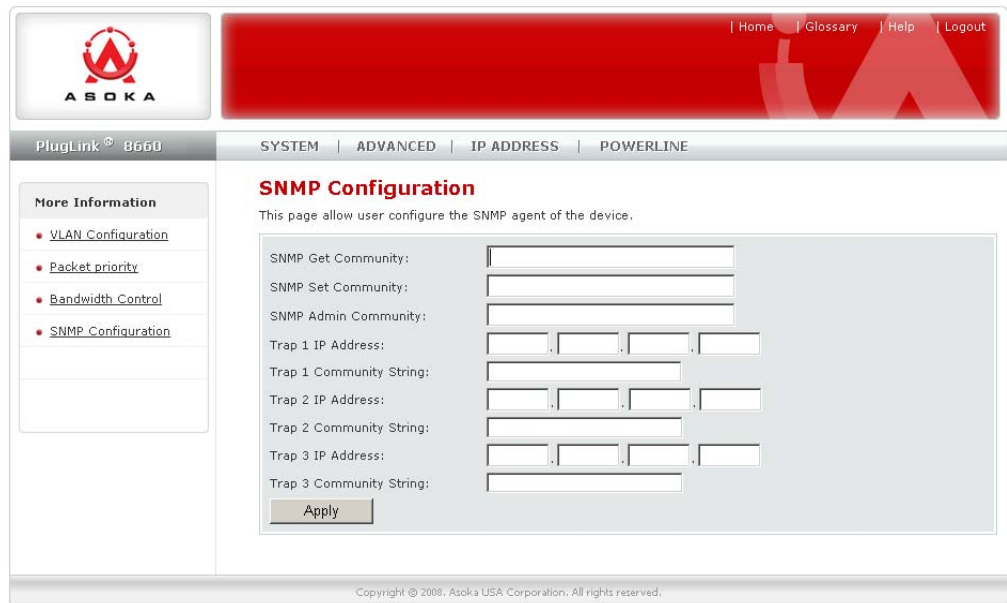 | Home | Glossary | Help | Logout
ASOKA
PlugLink ® 8660
SYSTEM | ADVANCED | IP ADDRESS | POWERLINE
More Information
VLAN Configuration
Packet priority
Bandwidth Control
SNMP Configuration
SNMP Configuration
This page allow user configure the SNMP agent of the device.
SNMP Get Community:
SNMP Set Community:
SNMP Admin Community:
Trap 1 IP Address:
Trap 1 Community String:
Trap 2 IP Address:
Trap 2 Community String:
Trap 3 IP Address:
Trap 3 Community String:
Apply
Copyright @ 2008. Asoka USA Corporation. All rights reserved.